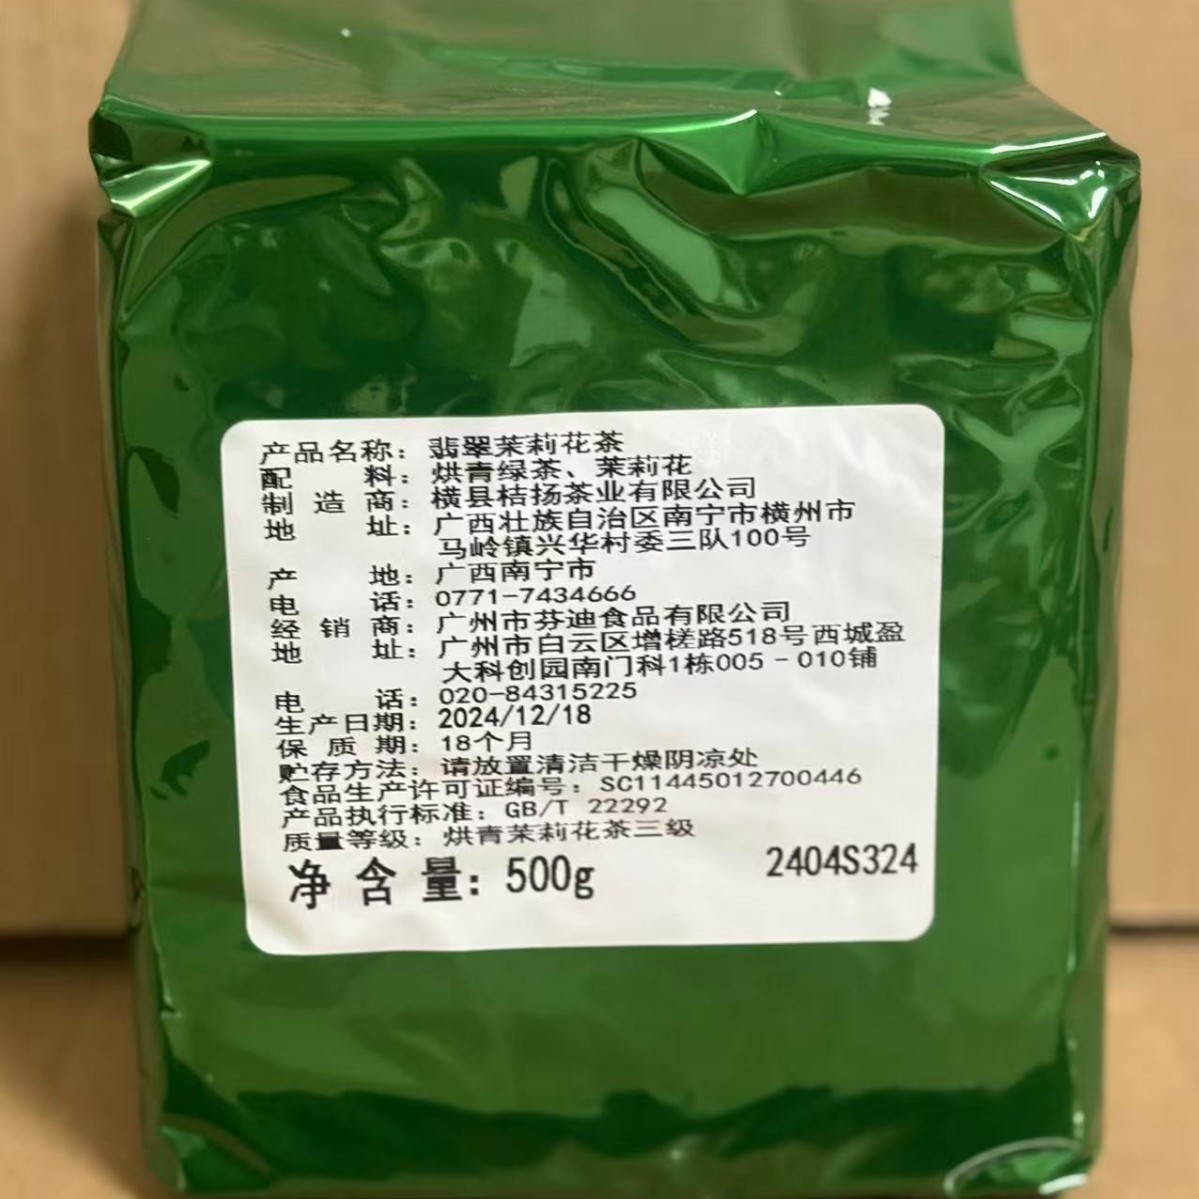 产品名称：翡翠茉莉花茶
配料：烘青绿茶、茉莉花
制造商：横县桔扬茶业有限公司
地址：广西壮族自治区南宁市横州市
马岭镇兴华村委三队100号
产地：广西南宁市
电话：0771-7434666
经销商：广州市芬迪食品有限公司
地址：广州市白云区增槎路518号西城盈
大科创园南门科1栋005-010铺
电话：020-84315225
生产日期：2024/12/18
保质期：18个月
贮存方法：请放置清洁干燥阴凉处
食品生产许可证编号：SC11445012700446
产品执行标准：GB/T 22292
质量等级：烘青茉莉花茶三级
净含量：500g
2404S324